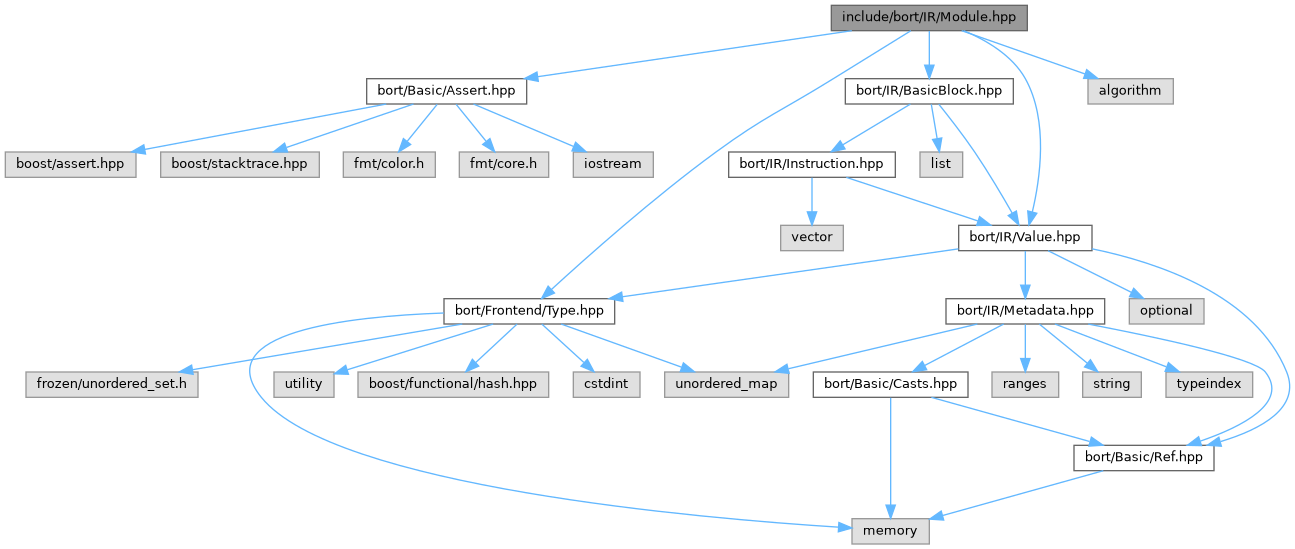 include/bort/IR/Module.hpp
bort/Basic/Assert.hpp
bort/IR/BasicBlock.hpp
algorithm
boost/assert.hpp
boost/stacktrace.hpp
fmt/color.h
fmt/core.h
iostream
bort/IR/Instruction.hpp
list
vector
bort/IR/Value.hpp
bort/Frontend/Type.hpp
bort/IR/Metadata.hpp
optional
frozen/unordered_set.h
utility
boost/functional/hash.hpp
cstdint
unordered_map
bort/Basic/Casts.hpp
ranges
string
typeindex
bort/Basic/Ref.hpp
memory